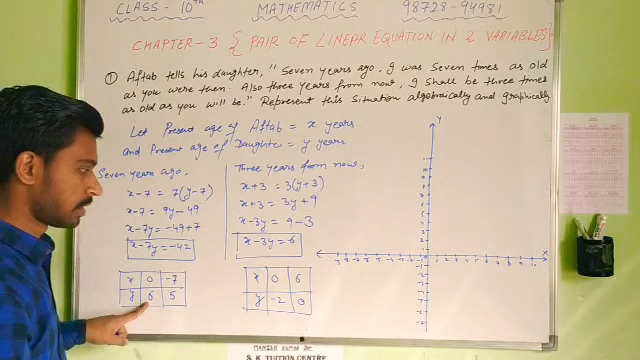 CLASS - 10th MATHEMATICS 98728-94981
CHAPTER-3 { PAIR OF LINEAR EQUATION IN 2 VARIABLES}
① Aftab tells his daughter, "Seven years ago, I was seven times as old
as you were then. Also three years from now, I shall be three times
as old as you will be." Represent this situation algebraically and graphically
Let Present age of Aftab = x years.
and Present age of Daughter = y years
Seven years ago,
x-7 = 7(y-7)
x-7 = 7y-49
x-7y = -49+7
x-7y = -42
x 0 -7
y 6 5
Three years from now,
x+3 = 3(y+3)
x+3 = 3y+9
x-3y = 9-3
x-3y = 6
x 0 6
y -2 0
Y
X
MANISH KUMAR
S. K TUITION CENTRE